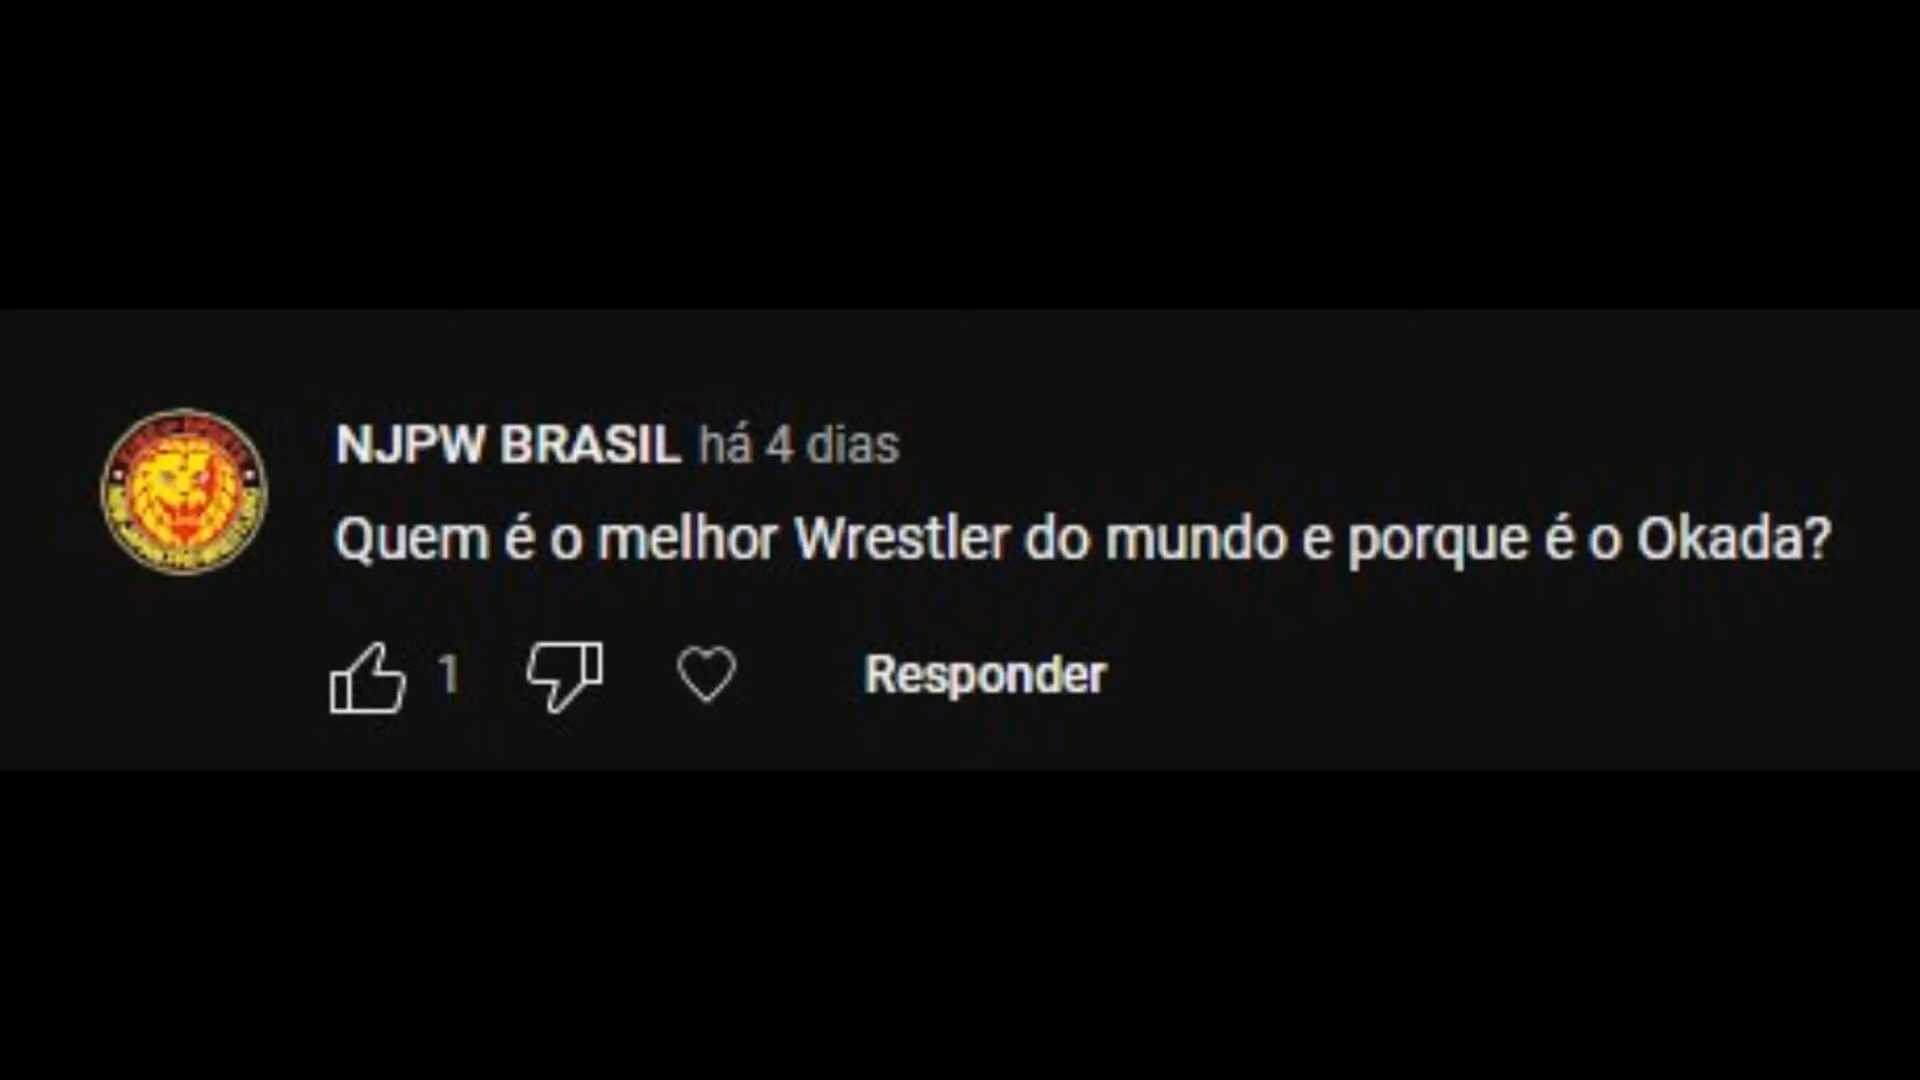 NJPW BRASIL há 4 dias
Quem é o melhor Wrestler do mundo e porque é o Okada?
1
Responder